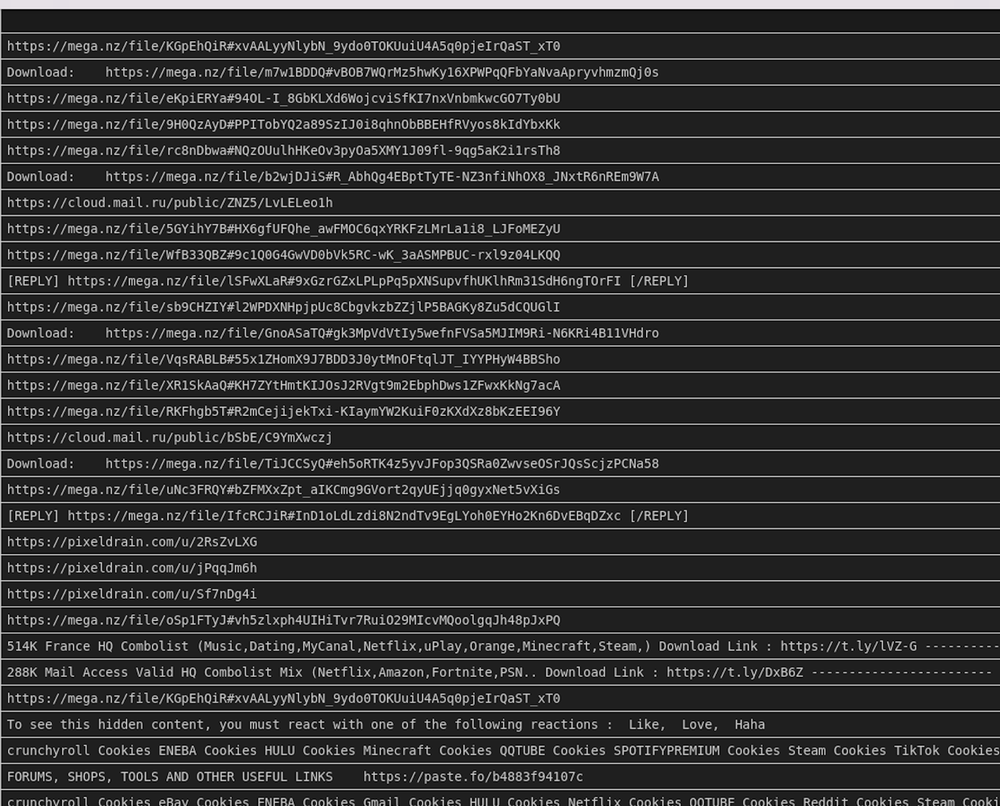 https://mega.nz/file/KGpEhQiR#xvAALyyNlybN_9ydo0TOKUuiU4A5q0pjeIrQaST_xT0
Download:    https://mega.nz/file/m7w1BDDQ#vBOB7WQrMz5hwKy16XPWPqQFbYaNvaApryvhmzmQj0s
https://mega.nz/file/eKpiERYa#94OL-I_8GbKLXd6WojcviSfKI7nxVnbmkwcGO7Ty0bU
https://mega.nz/file/9H0QzAyD#PPITobYQ2a89SzIJ0i8qhnObBBEHfRVyos8kIdYbxKk
https://mega.nz/file/rc8nDbwa#NQzOUulhHKeOv3pyOa5XMY1J09fl-9qg5aK2i1rsTh8
Download:    https://mega.nz/file/b2wjDJiS#R_AbhQg4EBptTyTE-NZ3nfiNhOX8_JNxtR6nREm9W7A
https://cloud.mail.ru/public/ZNZ5/LvLELeo1h
https://mega.nz/file/5GYihY7B#HX6gfUFQhe_awFMOC6qxYRKFzLMrLa1i8_LJFoMEZyU
https://mega.nz/file/WfB33QBZ#9c1Q0G4GwVD0bVk5RC-wK_3aASMPBUC-rxl9z04LKQQ
[REPLY] https://mega.nz/file/lSFwXLaR#9xGzrGZxLPLpPq5pXNSupvfhUKlhRm31SdH6ngTOrFI [/REPLY]
https://mega.nz/file/sb9CHZIY#l2WPDXNHpjpUc8CbgvkzbZZjlP5BAGKy8Zu5dCQUGlI
Download:    https://mega.nz/file/GnoASaTQ#gk3MpVdVtIy5wefnFVSa5MJIM9Ri-N6KRi4B11VHdro
https://mega.nz/file/VqsRABLB#55x1ZHomX9J7BDD3J0ytMnOFtqlJT_IYYPHyW4BBSho
https://mega.nz/file/XR1SkAaQ#KH7ZYtHmtKIJOsJ2RVgt9m2EbphDws1ZFwxKkNg7acA
https://mega.nz/file/RKFhgb5T#R2mCejijekTxi-KIaymYW2KuiF0zKXdXz8bKzEEI96Y
https://cloud.mail.ru/public/bSbE/C9YmXwczj
Download:    https://mega.nz/file/TiJCCSyQ#eh5oRTK4z5yvJFop3QSRa0ZwvseOSrJQsScjzPCNa58
https://mega.nz/file/uNc3FRQY#bZFMXxZpt_aIKCmg9GVort2qyUEjjq0gyxNet5vXiGs
[REPLY] https://mega.nz/file/IfcRCJiR#InD1oLdLzdi8N2ndTv9EgLYoh0EYHo2Kn6DvEBqDZxc [/REPLY]
https://pixeldrain.com/u/2RsZvLXG
https://pixeldrain.com/u/jPqqJm6h
https://pixeldrain.com/u/Sf7nDg4i
https://mega.nz/file/oSp1FTyJ#vh5zlxph4UIHiTvr7RuiO29MIcvMQoolgqJh48pJxPQ
514K France HQ Combolist (Music,Dating,MyCanal,Netflix,uPlay,Orange,Minecraft,Steam,) Download Link : https://t.ly/lVZ-G ----------
288K Mail Access Valid HQ Combolist Mix (Netflix,Amazon,Fortnite,PSN.. Download Link : https://t.ly/DxB6Z ------------------------
https://mega.nz/file/KGpEhQiR#xvAALyyNlybN_9ydo0TOKUuiU4A5q0pjeIrQaST_xT0
To see this hidden content, you must react with one of the following reactions :  Like,  Love,  Haha
crunchyroll Cookies ENEBA Cookies HULU Cookies Minecraft Cookies QQTUBE Cookies SPOTIFYPREMIUM Cookies Steam Cookies TikTok Cookies
FORUMS, SHOPS, TOOLS AND OTHER USEFUL LINKS    https://paste.fo/b4883f94107c
crunchyroll Cookies eBay Cookies ENEBA Cookies Gmail Cookies HULU Cookies Netflix Cookies QQTUBE Cookies Reddit Cookies Steam